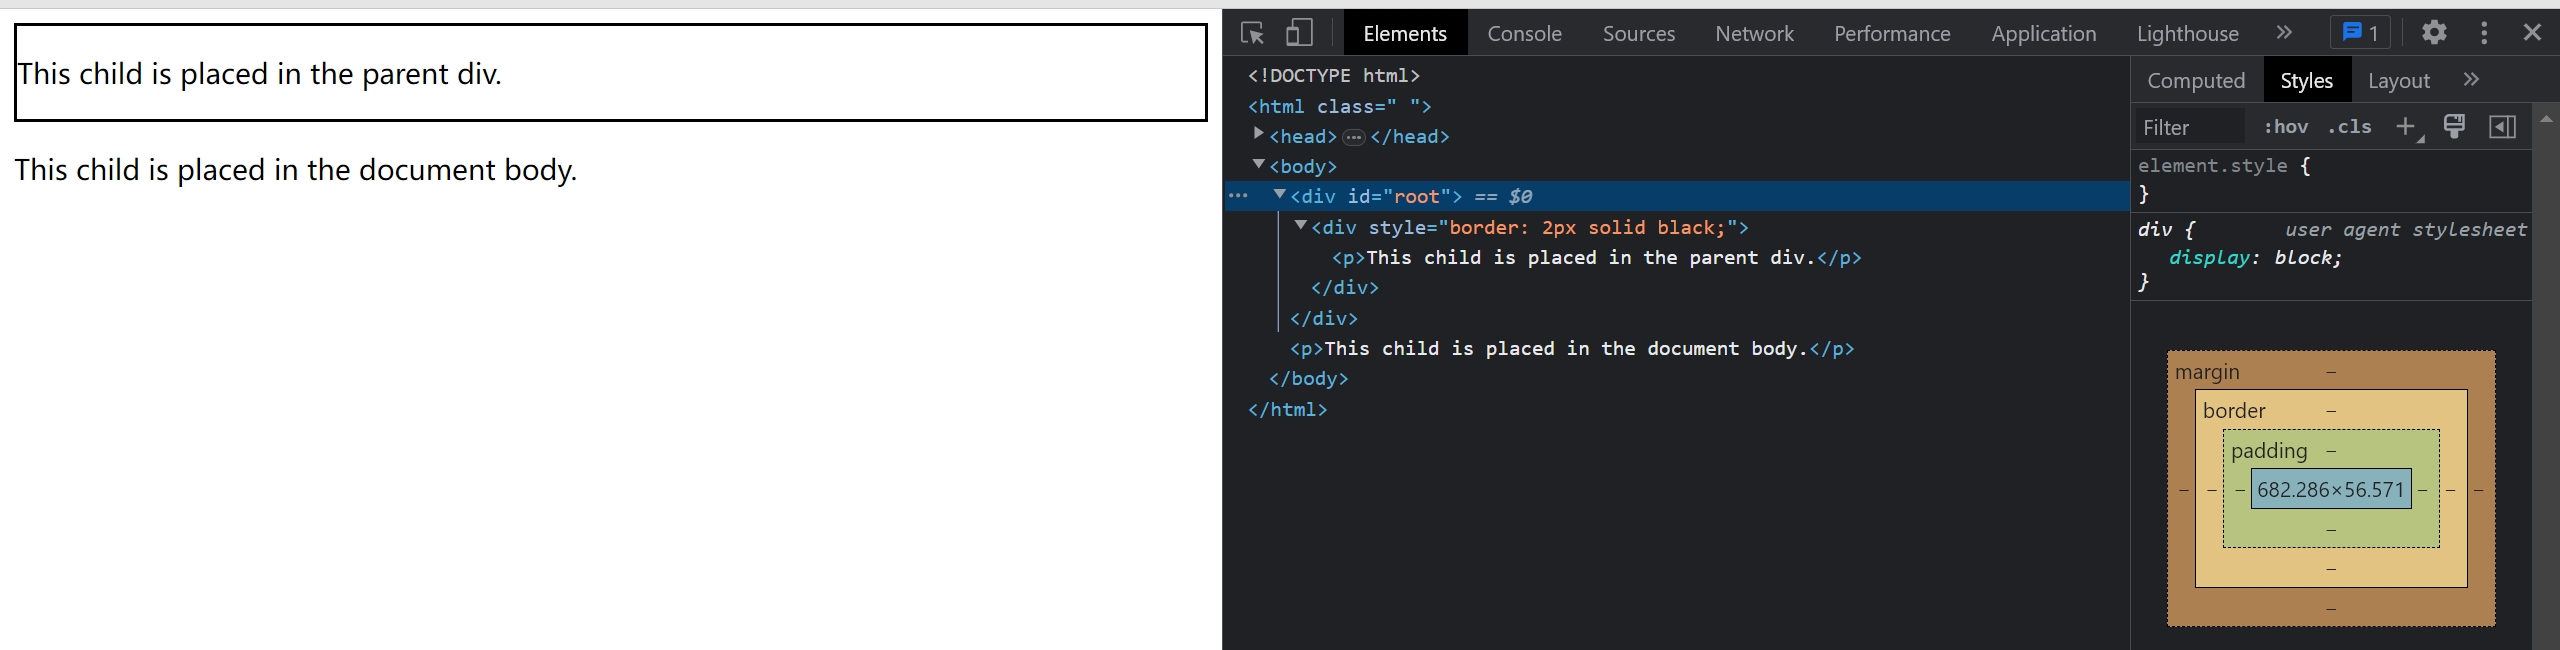 This child is placed in the parent div.
This child is placed in the document body.
Elements Console Sources Network Performance Application Lighthouse » 1
<!DOCTYPE html>
<html class=" ">
<head>…</head>
<body>
… <div id="root"> == $0
<div style="border: 2px solid black;">
<p>This child is placed in the parent div.</p>
</div>
</div>
<p>This child is placed in the document body.</p>
</body>
</html>
Computed Styles Layout »
Filter :hov .cls +
element.style {
}
div { user agent stylesheet
display: block;
}
margin –
border –
padding –
– – – 682.286×56.571 – – –
–
–
–